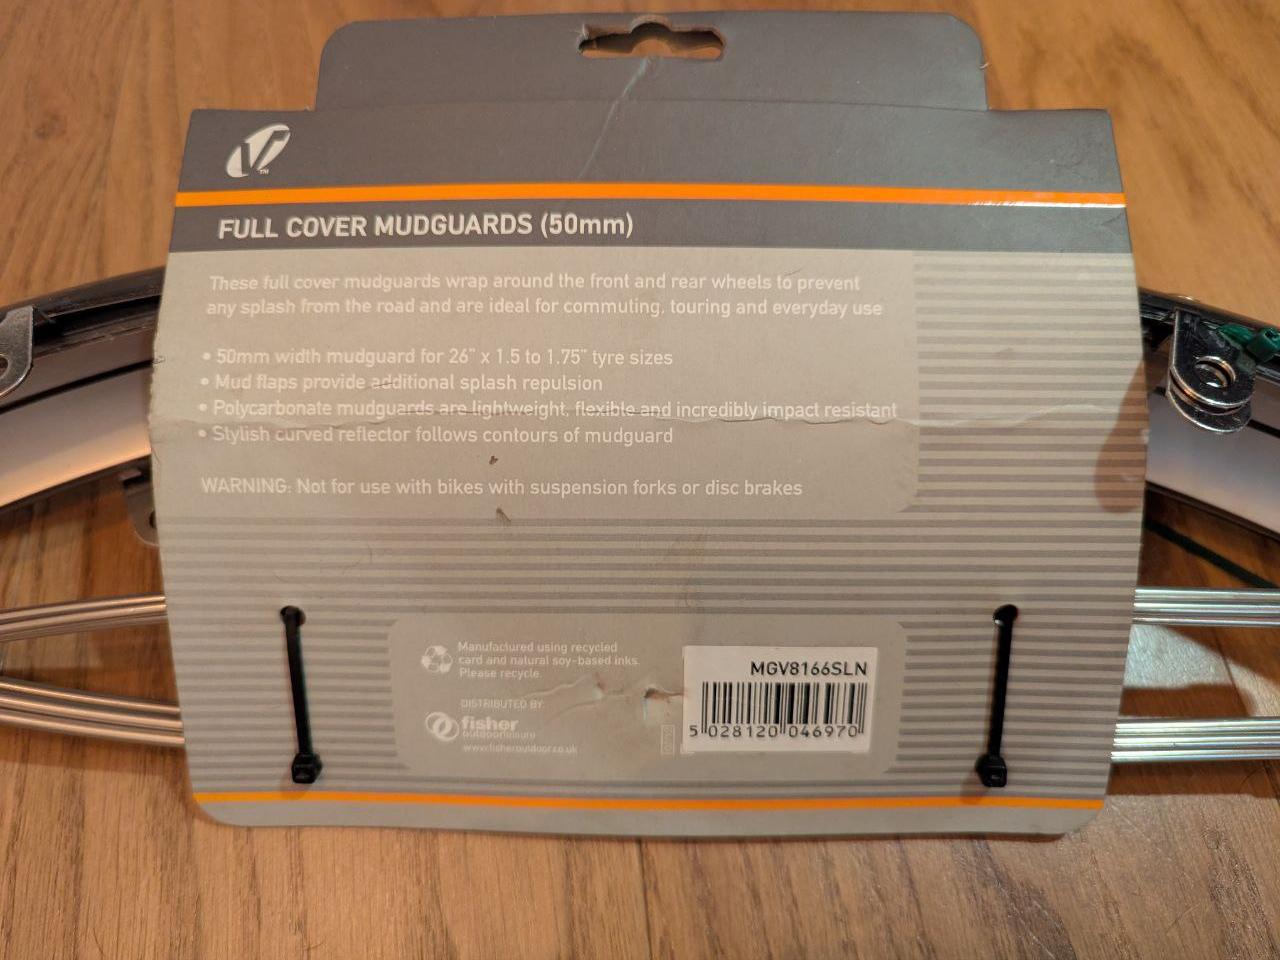 V
TM
FULL COVER MUDGUARDS (50mm)
These full cover mudguards wrap around the front and rear wheels to prevent
any splash from the road and are ideal for commuting, touring and everyday use
• 50mm width mudguard for 26" x 1.5 to 1.75" tyre sizes
• Mud flaps provide additional splash repulsion
• Polycarbonate mudguards are lightweight, flexible and incredibly impact resistant
• Stylish curved reflector follows contours of mudguard
WARNING: Not for use with bikes with suspension forks or disc brakes
Manufactured using recycled
card and natural soy-based inks.
Please recycle.
DISTRIBUTED BY:
fisher
outdoorleisure
www.fisheroutdoor.co.uk
MGV8166SLN
5 028120 046970